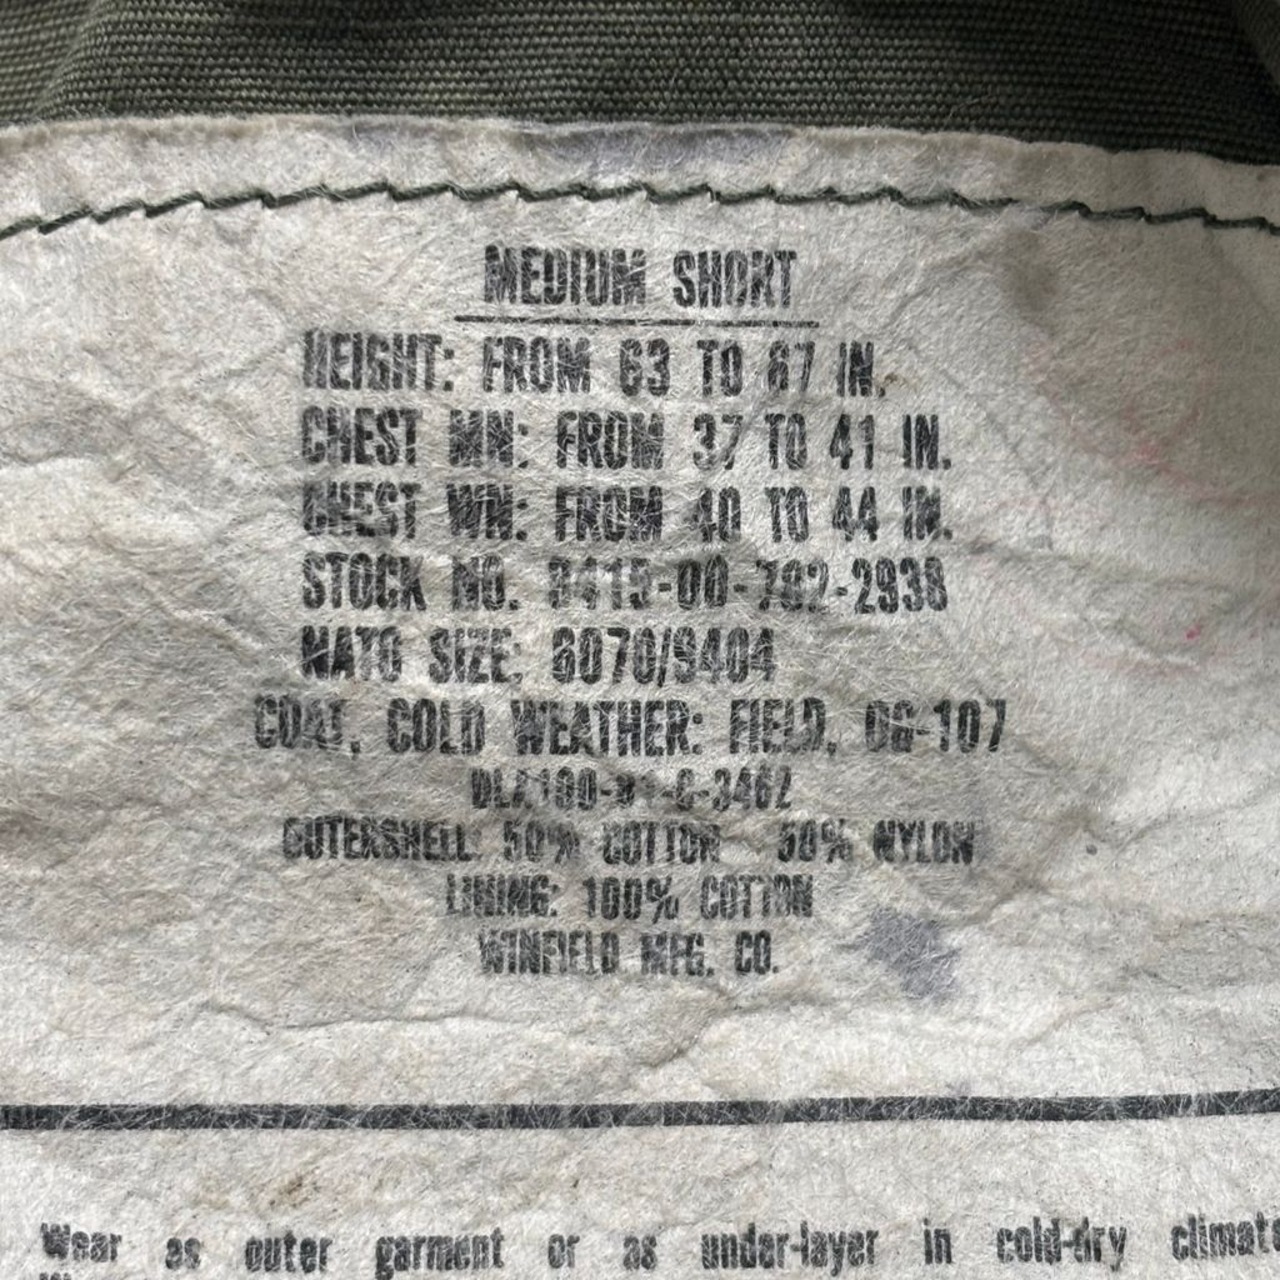 MEDIUM SHORT
HEIGHT: FROM 63 TO 67 IN.
CHEST MN: FROM 37 TO 41 IN.
CHEST WN: FROM 40 TO 44 IN.
STOCK NO. 8415-00-782-2938
NATO SIZE: 6070/9404
COAT, COLD WEATHER: FIELD, OG-107
OUTERSHELL: 50% COTTON 50% NYLON
LINING: 100% COTTON
WINFIELD MFG. CO.
Wear as outer garment or as under-layer in cold-dry